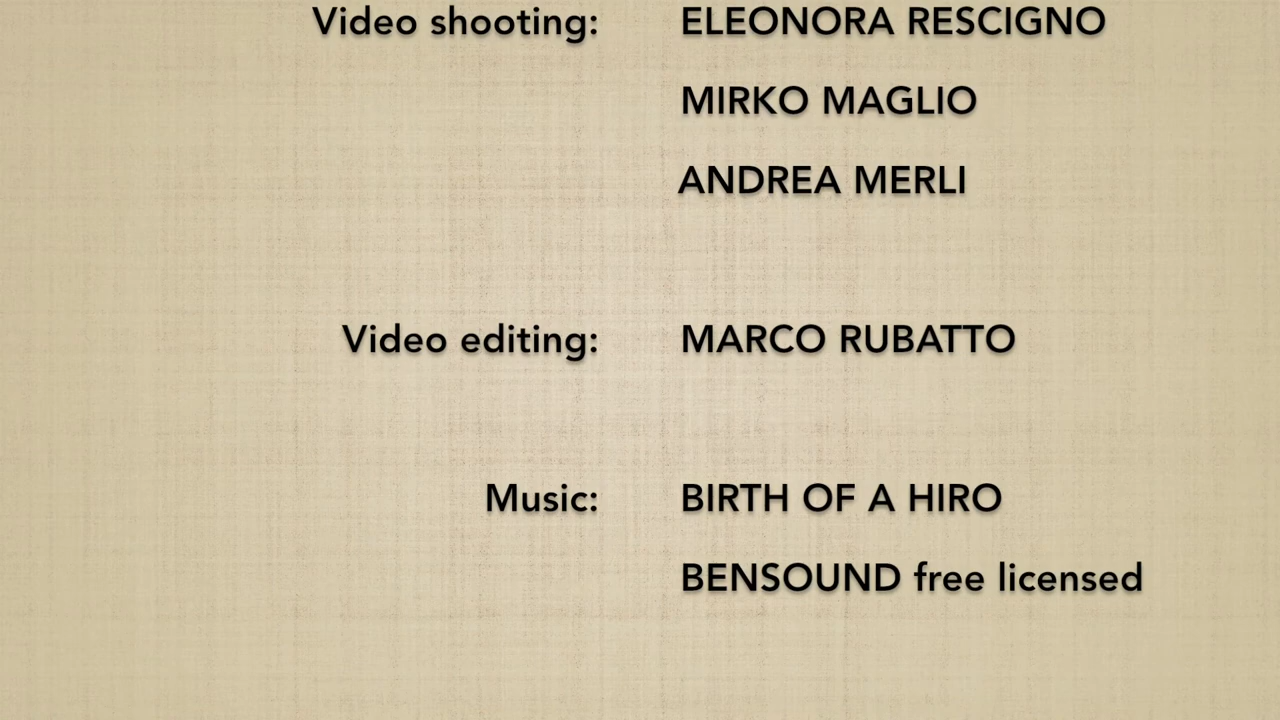 Video shooting: ELEONORA RESCIGNO
MIRKO MAGLIO
ANDREA MERLI
Video editing: MARCO RUBATTO
Music: BIRTH OF A HIRO
BENSOUND free licensed